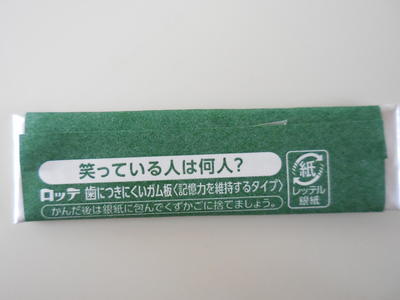 笑っている人は何人？
ロッテ 歯につきにくいガム板〈記憶力を維持するタイプ〉
かんだ後は銀紙に包んでくずかごに捨てましょう。
紙
レッテル
銀紙